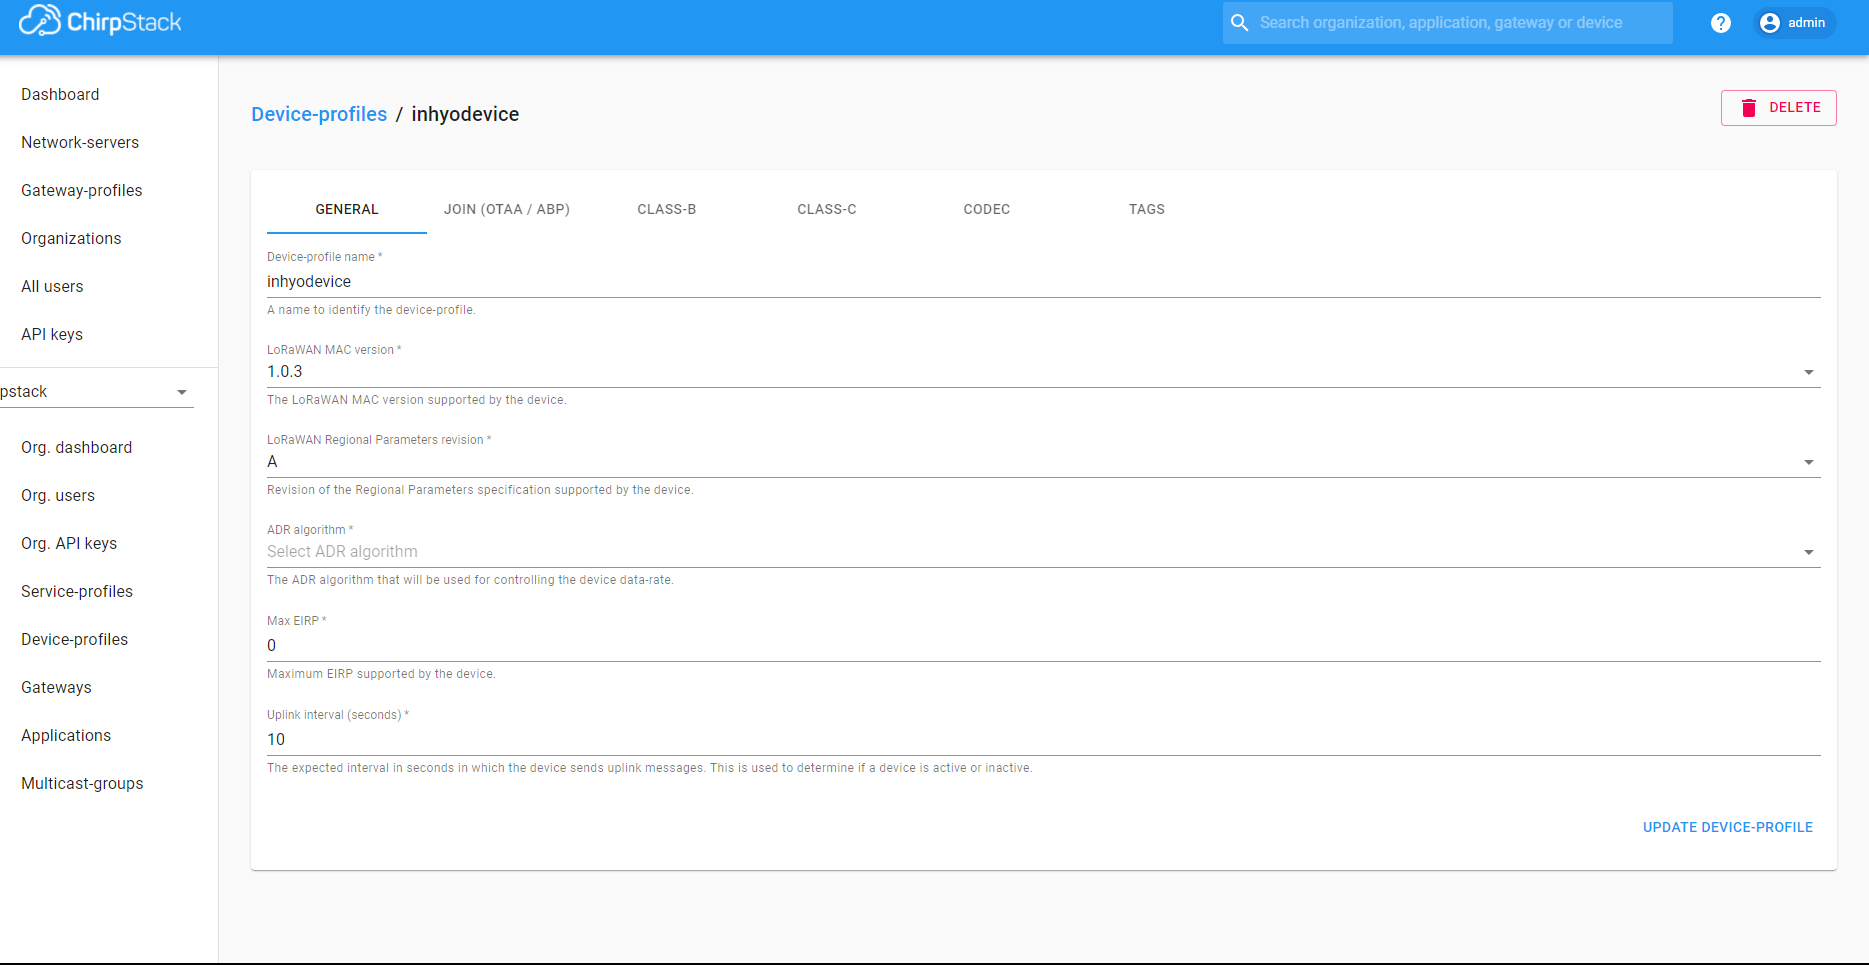 ChirpStack
Search organization, application, gateway or device
?
admin
Dashboard
Network-servers
Gateway-profiles
Organizations
All users
API keys
pstack
Org. dashboard
Org. users
Org. API keys
Service-profiles
Device-profiles
Gateways
Applications
Multicast-groups
Device-profiles / inhyodevice
DELETE
GENERAL JOIN (OTAA / ABP) CLASS-B CLASS-C CODEC TAGS
Device-profile name *
inhyodevice
A name to identify the device-profile.
LoRaWAN MAC version *
1.0.3
The LoRaWAN MAC version supported by the device.
LoRaWAN Regional Parameters revision *
A
Revision of the Regional Parameters specification supported by the device.
ADR algorithm *
Select ADR algorithm
The ADR algorithm that will be used for controlling the device data-rate.
Max EIRP *
0
Maximum EIRP supported by the device.
Uplink interval (seconds) *
10
The expected interval in seconds in which the device sends uplink messages. This is used to determine if a device is active or inactive.
UPDATE DEVICE-PROFILE